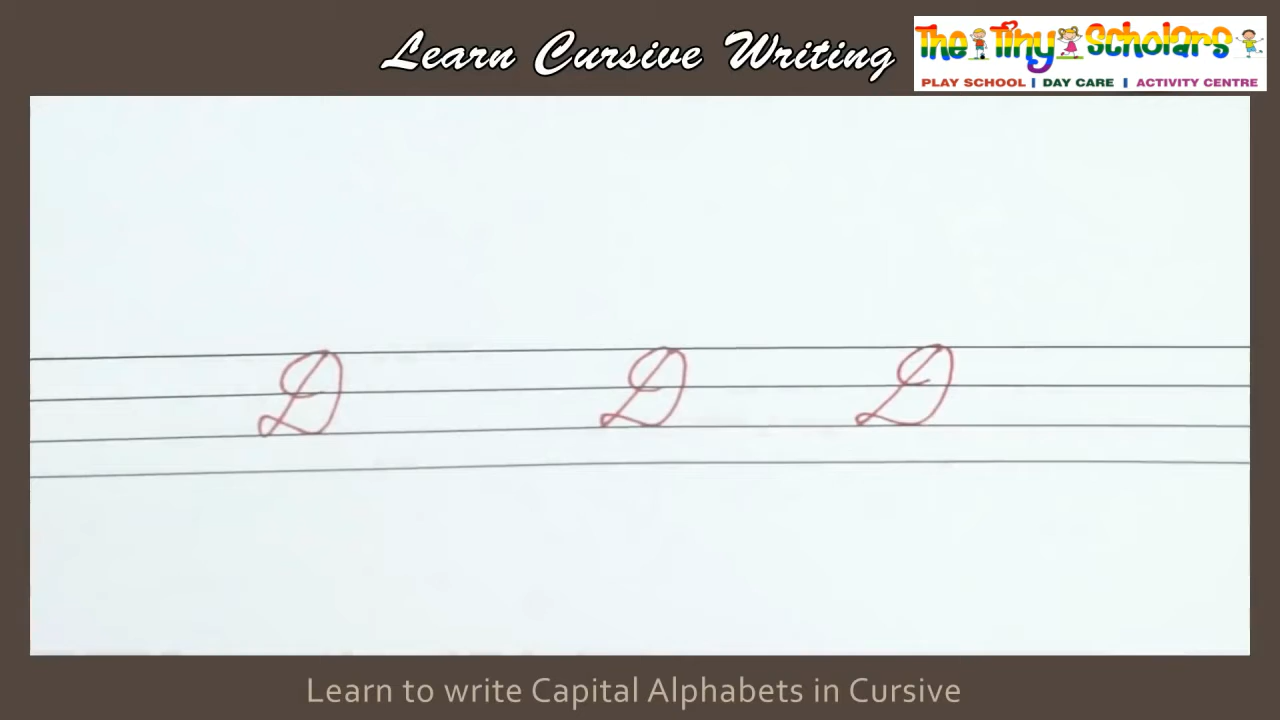 Learn Cursive Writing
The Tiny Scholars
PLAY SCHOOL | DAY CARE | ACTIVITY CENTRE
D D D
Learn to write Capital Alphabets in Cursive